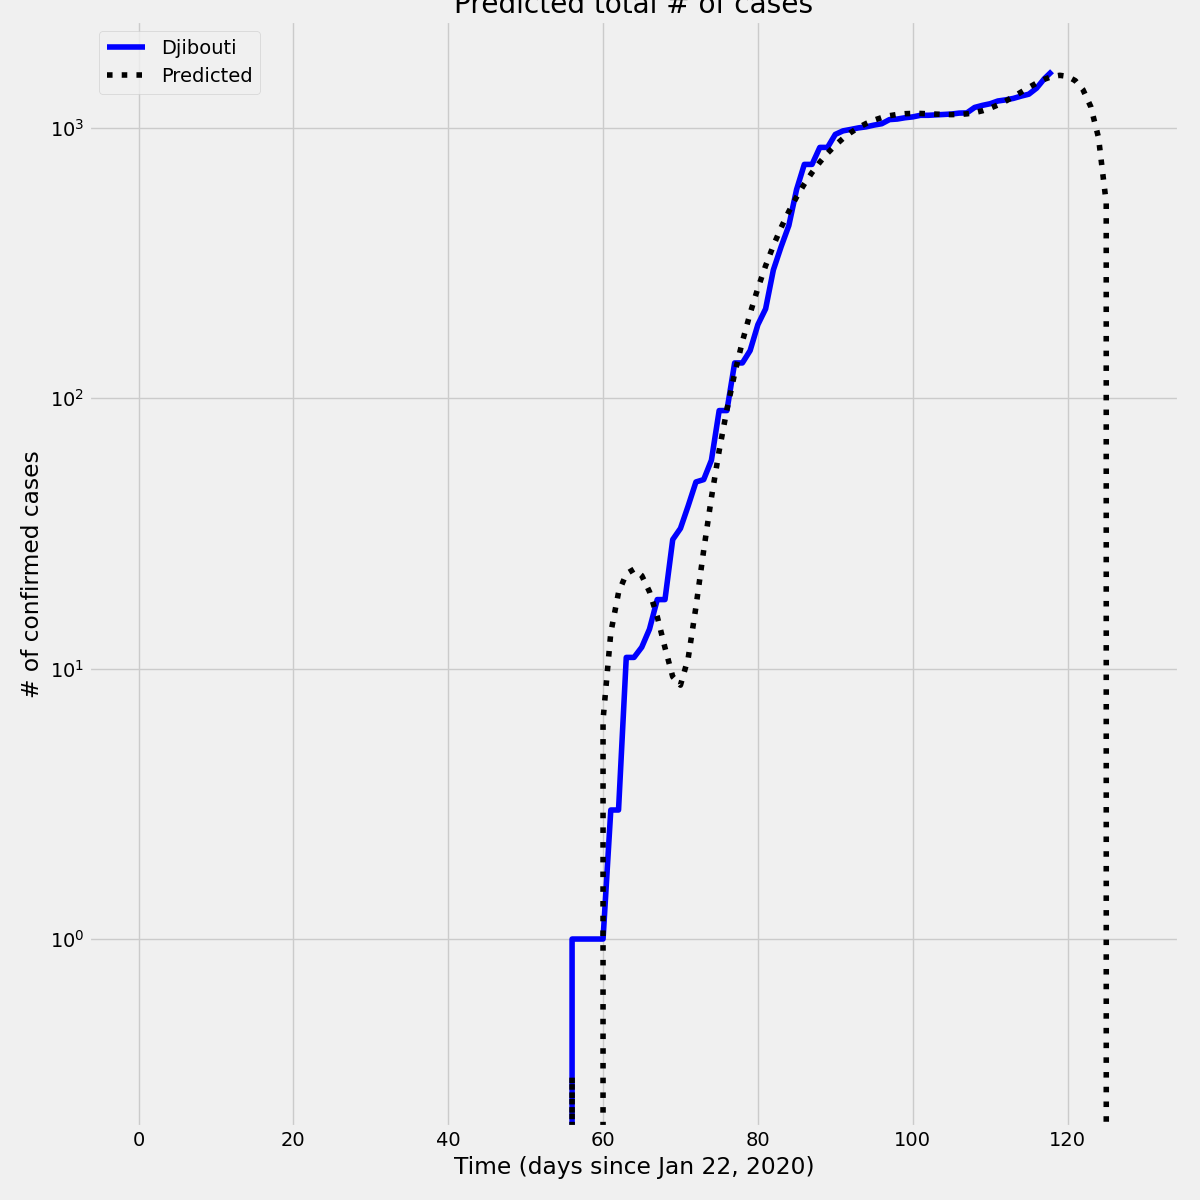 Predicted total # of cases
Djibouti
Predicted
# of confirmed cases
10³
10²
10¹
10⁰
0 20 40 60 80 100 120
Time (days since Jan 22, 2020)